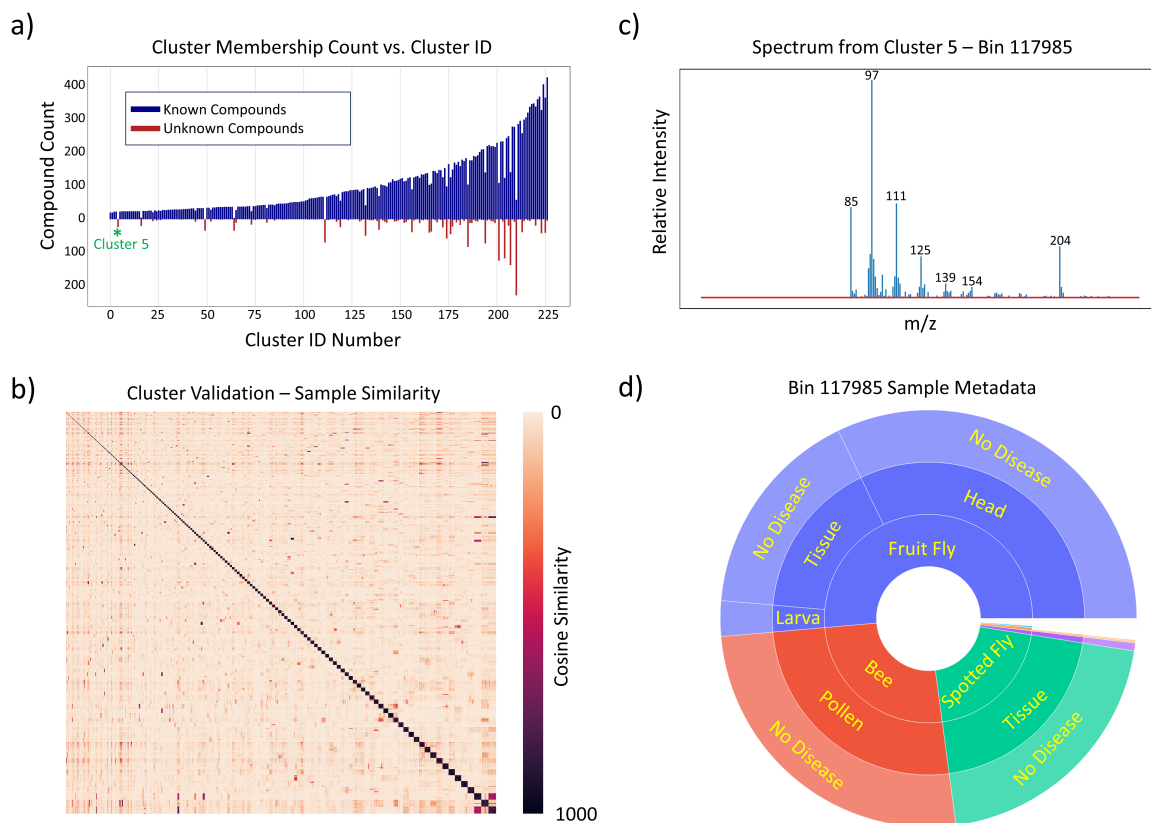 a)
Cluster Membership Count vs. Cluster ID
400
300
200
100
0
100
200
Compound Count
Known Compounds
Unknown Compounds
*
Cluster 5
0 25 50 75 100 125 150 175 200 225
Cluster ID Number
c)
Spectrum from Cluster 5 – Bin 117985
Relative Intensity
85
97
111
125
139
154
204
m/z
b)
Cluster Validation – Sample Similarity
0
Cosine Similarity
1000
d)
Bin 117985 Sample Metadata
No Disease
Head
Fruit Fly
No Disease
Tissue
Larva
Bee
Pollen
No Disease
Spotted Fly
Tissue
No Disease